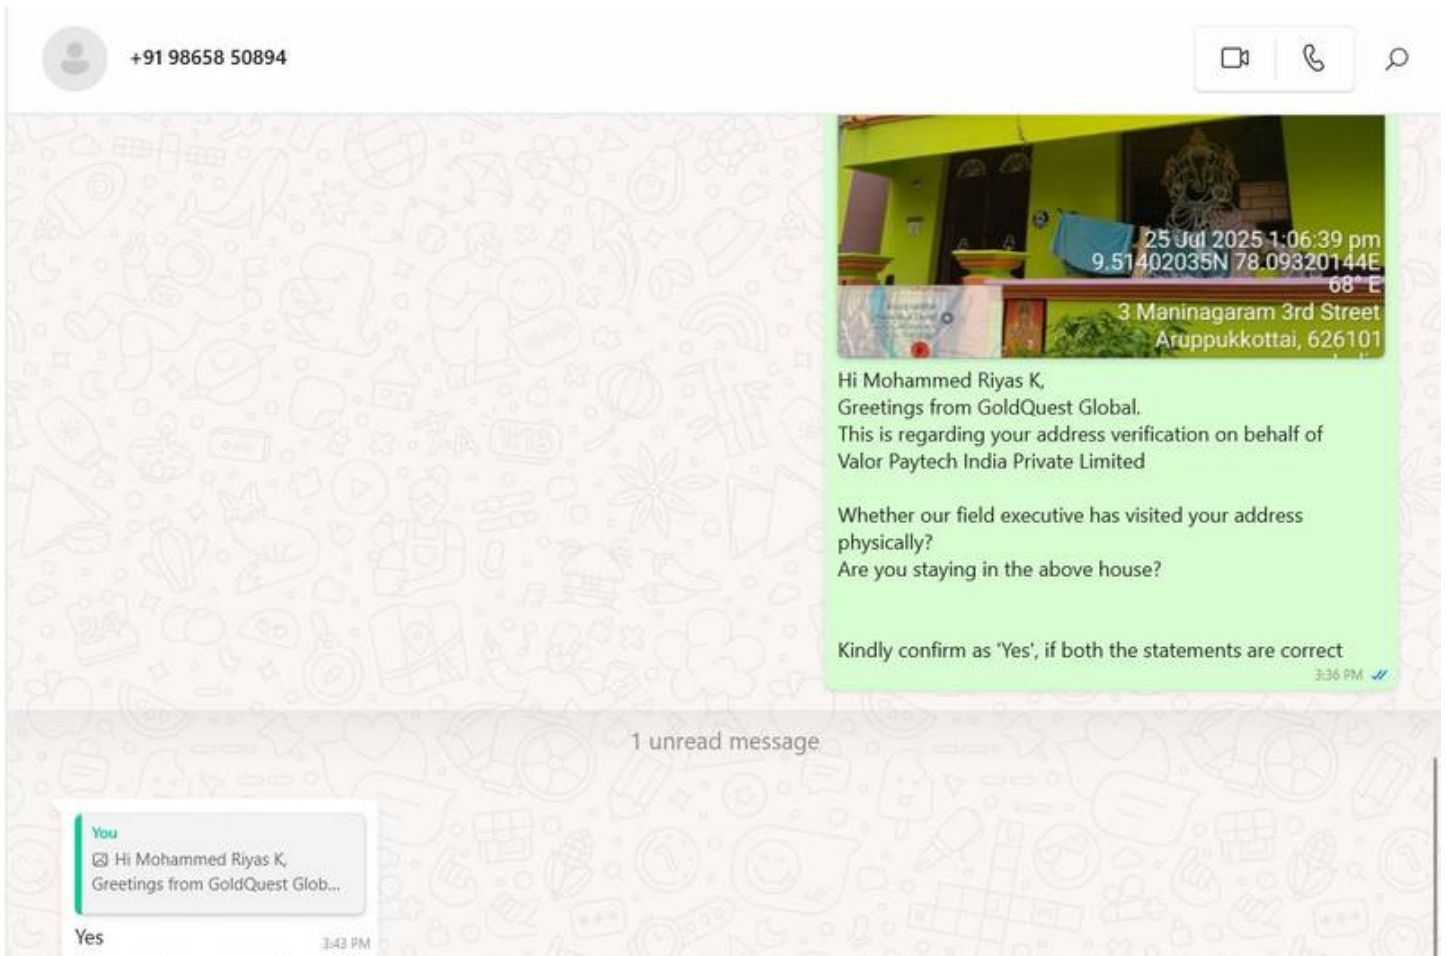 +91 98658 50894
25 Jul 2025 1:06:39 pm
9.51402035N 78.09320144E
68° E
3 Maninagaram 3rd Street
Aruppukkottai, 626101
Hi Mohammed Riyas K,
Greetings from GoldQuest Global.
This is regarding your address verification on behalf of
Valor Paytech India Private Limited
Whether our field executive has visited your address
physically?
Are you staying in the above house?
Kindly confirm as 'Yes', if both the statements are correct
3:36 PM
1 unread message
You
Hi Mohammed Riyas K,
Greetings from GoldQuest Glob...
Yes
3:43 PM